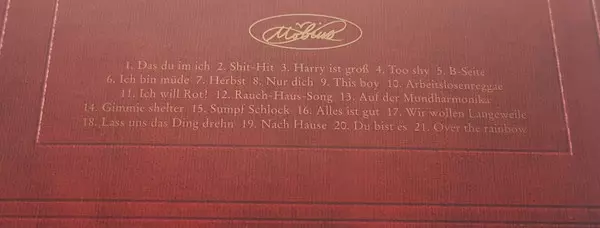 Möbius
1. Das du im ich 2. Shit-Hit 3. Harry ist groß 4. Too shy 5. B-Seite
6. Ich bin müde 7. Herbst 8. Nur dich 9. This boy 10. Arbeitslosenreggae
11. Ich will Rot! 12. Rauch-Haus-Song 13. Auf der Mundharmonika
14. Gimmie shelter 15. Sumpf Schlock 16. Alles ist gut 17. Wir wollen Langeweile
18. Lass uns das Ding drehn 19. Nach Hause 20. Du bist es 21. Over the rainbow